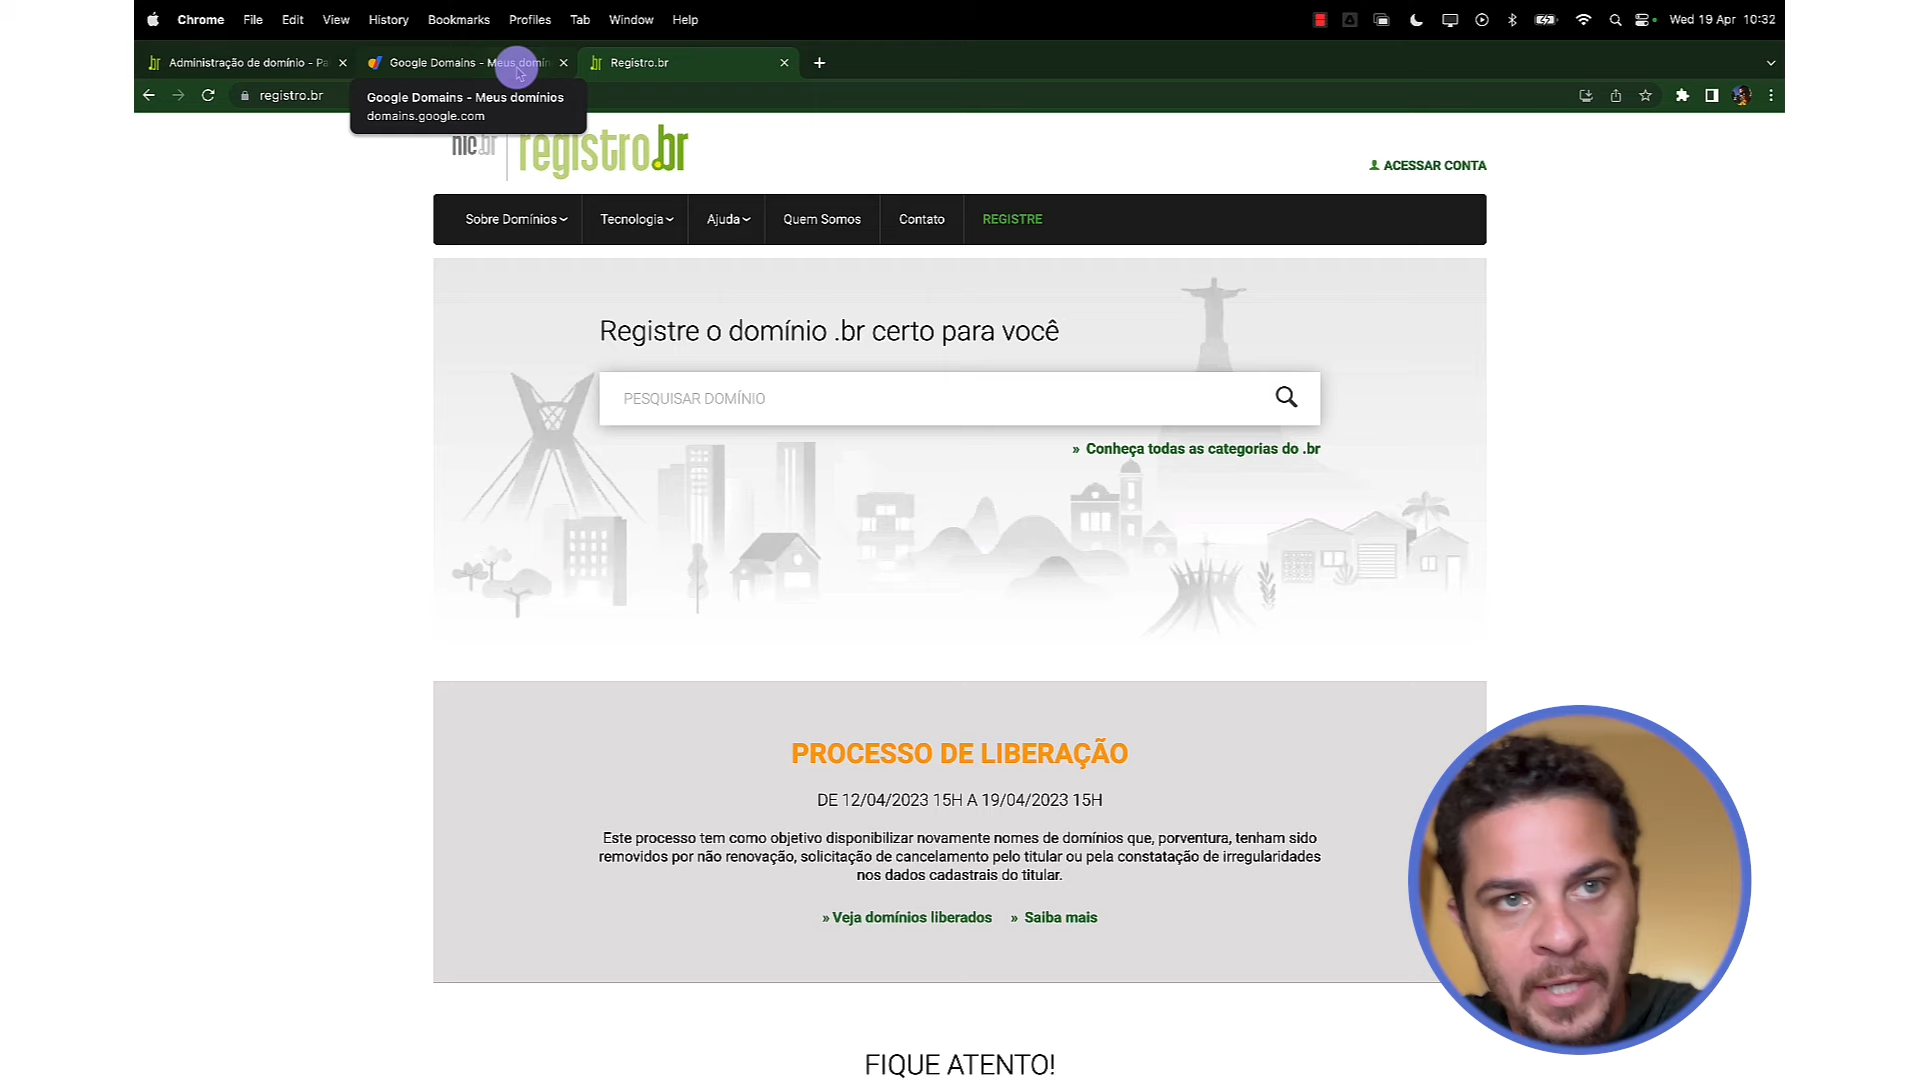 Chrome File Edit View History Bookmarks Profiles Tab Window Help Wed 19 Apr 10:32
Administração de domínio - Pa Google Domains - Meus domín Registro.br
registro.br
Google Domains - Meus domínios
domains.google.com
nic.br registro.br
ACESSAR CONTA
Sobre Domínios Tecnologia Ajuda Quem Somos Contato REGISTRE
Registre o domínio .br certo para você
PESQUISAR DOMÍNIO
» Conheça todas as categorias do .br
PROCESSO DE LIBERAÇÃO
DE 12/04/2023 15H A 19/04/2023 15H
Este processo tem como objetivo disponibilizar novamente nomes de domínios que, porventura, tenham sido
removidos por não renovação, solicitação de cancelamento pelo titular ou pela constatação de irregularidades
nos dados cadastrais do titular.
» Veja domínios liberados » Saiba mais
FIQUE ATENTO!